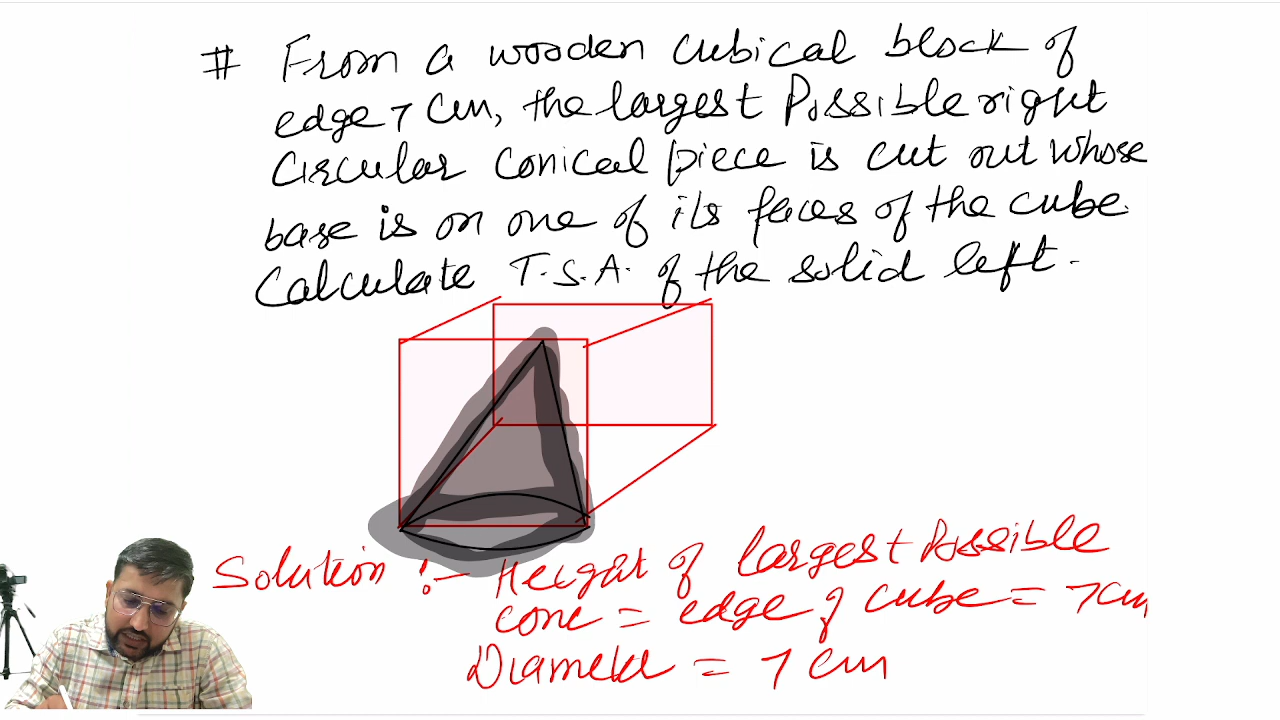 # From a wooden cubical block of
edge 7 cm, the largest Possible right
circular conical piece is cut out whose
base is on one of its faces of the cube.
Calculate T.S.A. of the solid left.
Solution :- Height of largest Possible
cone = edge of cube = 7cm
Diameter = 7 cm